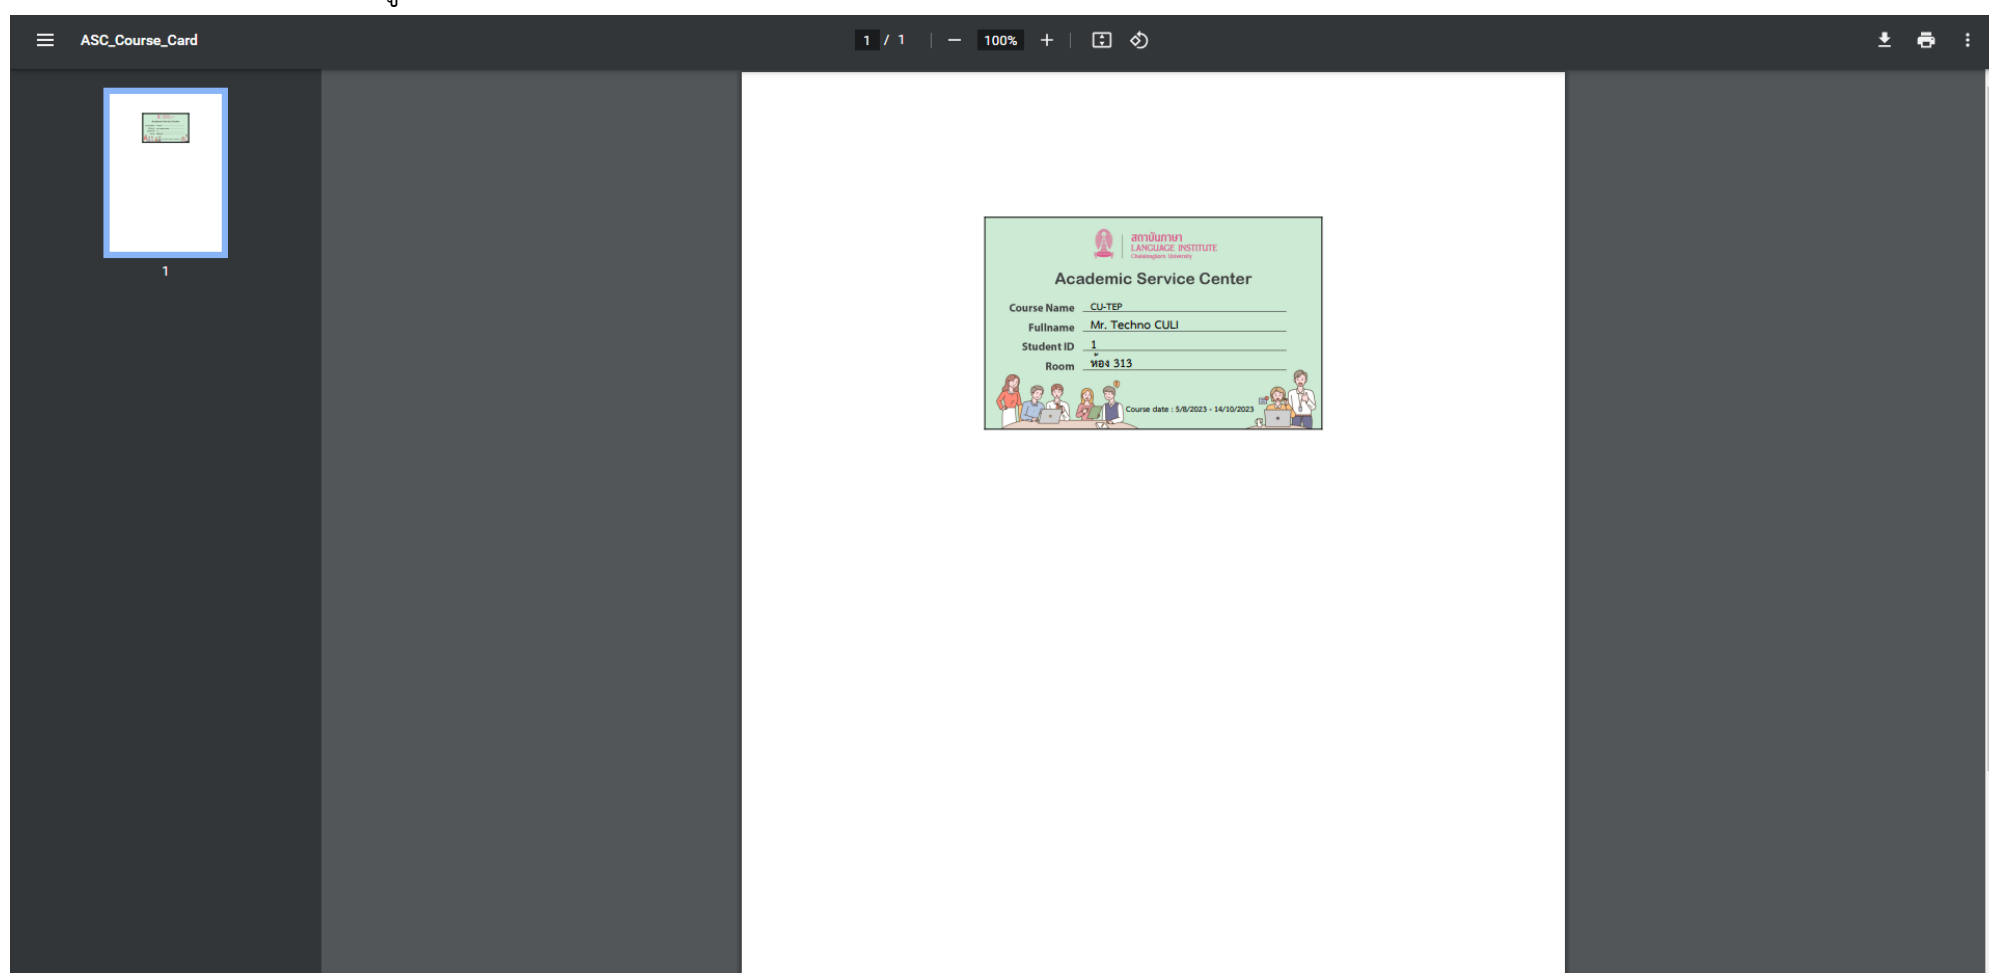 ASC_Course_Card
1 / 1
100%
1
สถาบันภาษา
LANGUAGE INSTITUTE
Chulalongkorn University
Academic Service Center
Course Name CU-TEP
Fullname Mr. Techno CULI
Student ID 1
Room ห้อง 313
Course date : 5/8/2023 - 14/10/2023